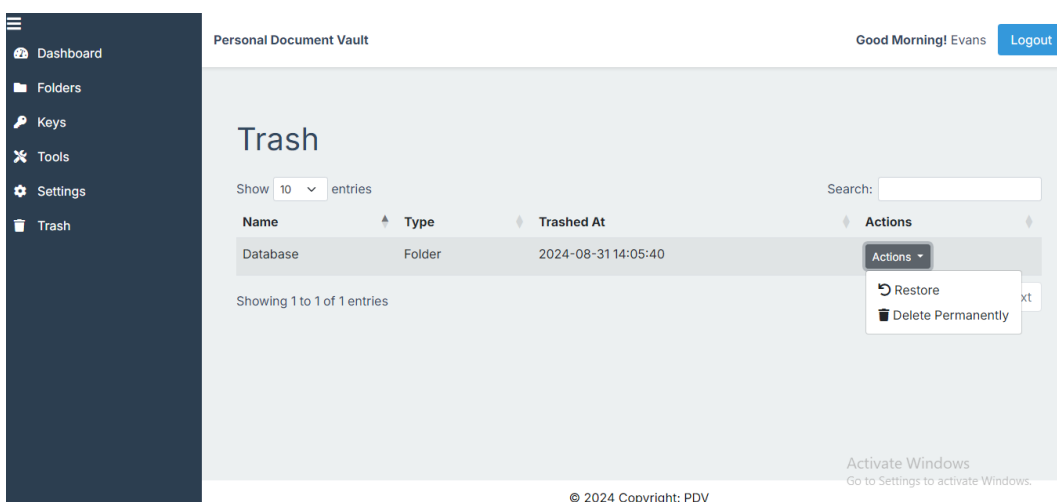 Dashboard
Folders
Keys
Tools
Settings
Trash
Personal Document Vault
Good Morning! Evans
Logout
Trash
Show 10 entries
Search:
Name Type Trashed At Actions
Database Folder 2024-08-31 14:05:40 Actions
Restore
Delete Permanently
Showing 1 to 1 of 1 entries
xt
Activate Windows
Go to Settings to activate Windows.
© 2024 Copyright: PDV